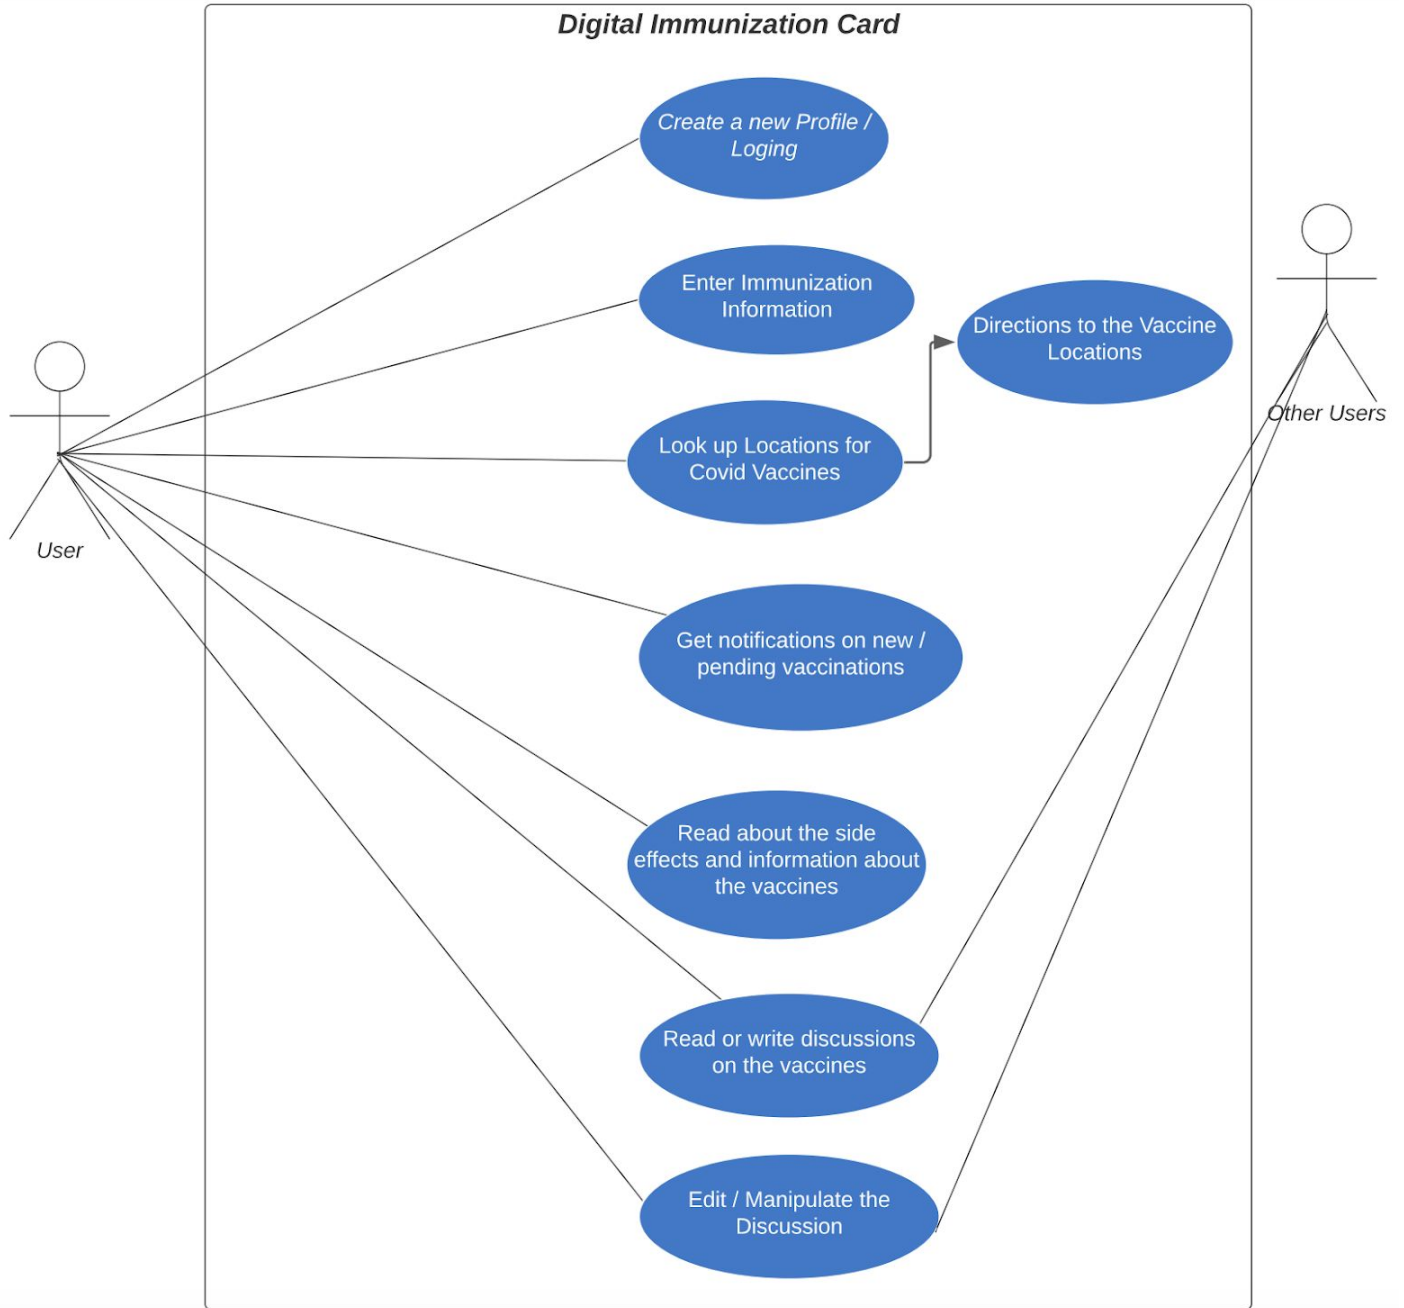 Digital Immunization Card
Create a new Profile /
Loging
Enter Immunization
Information
Directions to the Vaccine
Locations
Other Users
Look up Locations for
Covid Vaccines
User
Get notifications on new /
pending vaccinations
Read about the side
effects and information about
the vaccines
Read or write discussions
on the vaccines
Edit / Manipulate the
Discussion